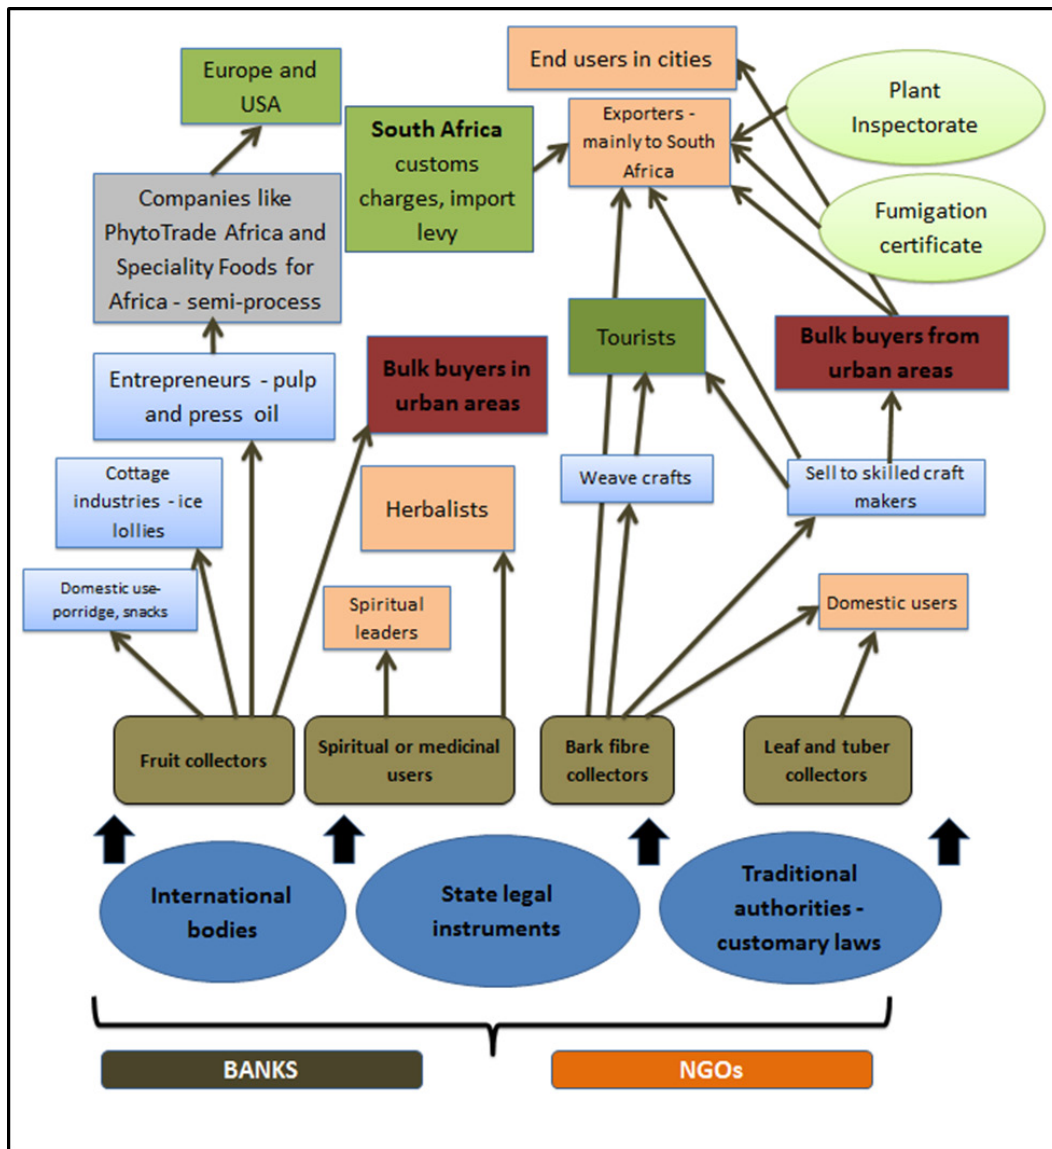 Europe and
USA
End users in cities
Plant
Inspectorate
South Africa
customs
charges, import
levy
Exporters -
mainly to South
Africa
Companies like
PhytoTrade Africa and
Speciality Foods for
Africa - semi-process
Fumigation
certificate
Tourists
Bulk buyers from
urban areas
Entrepreneurs - pulp
and press oil
Bulk buyers in
urban areas
Cottage
industries - ice
lollies
Herbalists
Weave crafts
Sell to skilled craft
makers
Domestic use-
porridge, snacks
Spiritual
leaders
Domestic users
Fruit collectors
Spiritual or medicinal
users
Bark fibre
collectors
Leaf and tuber
collectors
International
bodies
State legal
instruments
Traditional
authorities -
customary laws
BANKS
NGOs